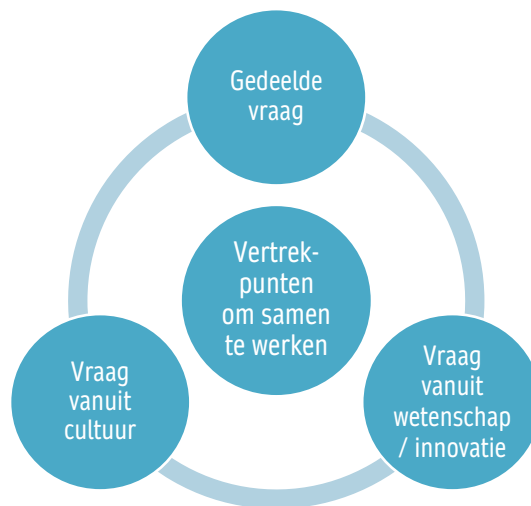 Gedeelde
vraag
Vertrek-
punten
om samen
te werken
Vraag
vanuit
cultuur
Vraag
vanuit
wetenschap
/ innovatie